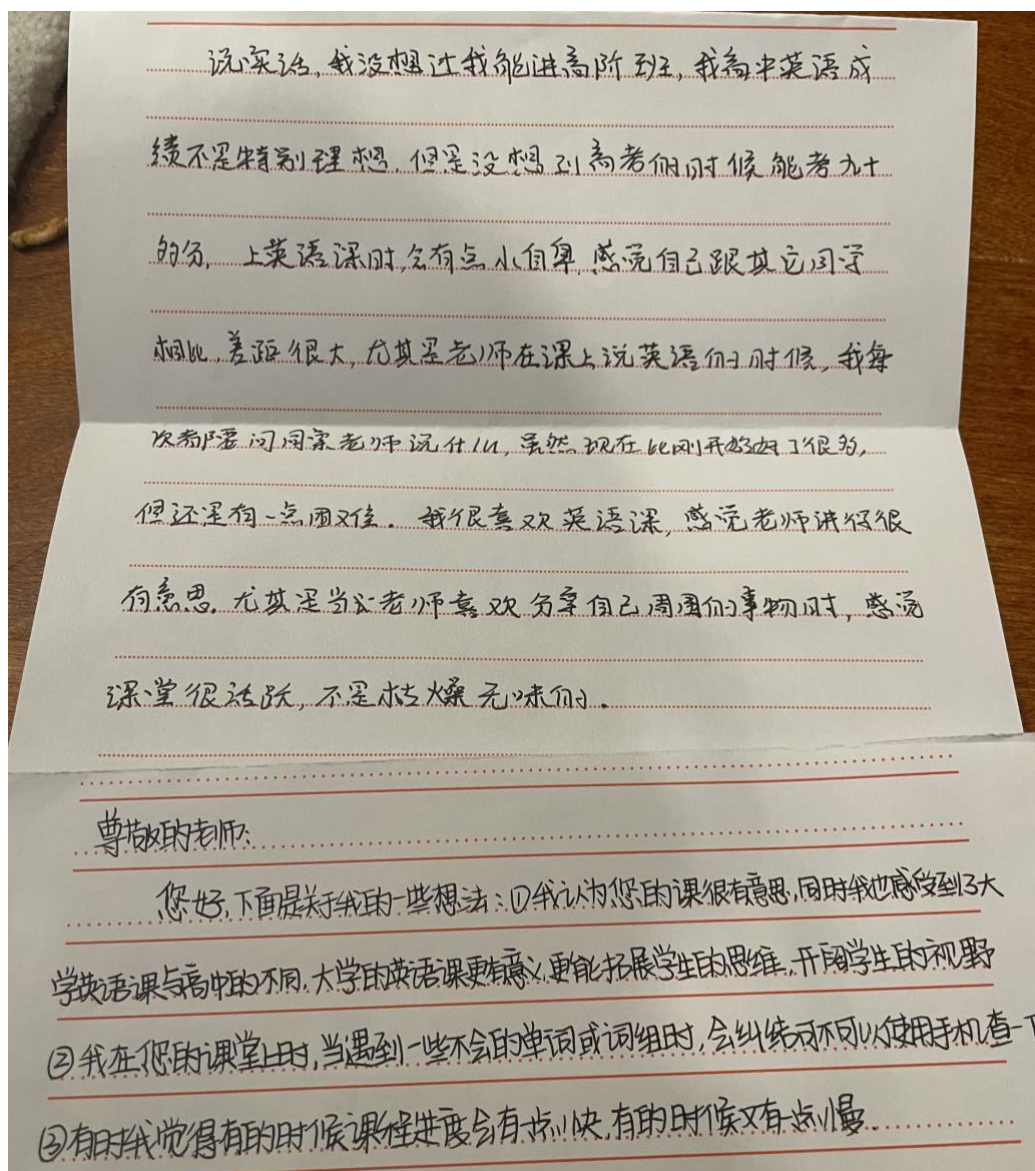 说实话,我没想过我能进高阶班,我高中英语成
绩不是特别理想,但是没想到高考的时候能考九十
多分,上英语课时,会有点小自卑,感觉自己跟其它同学
相比,差距很大,尤其是老师在课上说英语的时候,我每
次都要问同桌老师说什么,虽然现在比刚开始好了很多,
但还是有一点困难。我很喜欢英语课,感觉老师讲得很
有意思,尤其是当老师喜欢分享自己周围的事物时,感觉
课堂很活跃,不是枯燥无味的。
尊敬的老师:
您好,下面是关于我的一些想法:①我认为您的课很有意思,同时我也感受到了大
学英语课与高中的不同,大学的英语课更有意义,更能拓展学生的思维,开阔学生的视野
②我在您的课堂上时,当遇到一些不会的单词或词组时,会纠结可不可以使用手机查一下
③有时我觉得有的时候课程进度会有点小快,有的时候又有一点小慢.